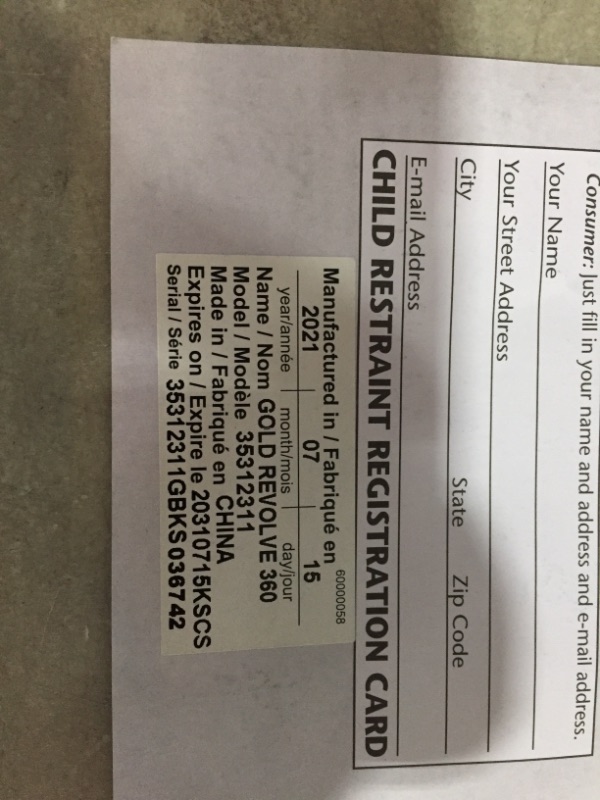 Consumer: Just fill in your name and address and e-mail address.
Your Name
Your Street Address
City State Zip Code
E-mail Address
CHILD RESTRAINT REGISTRATION CARD
60000058
Manufactured in / Fabriqué en
2021 07 15
year/année month/mois day/jour
Name / Nom GOLD REVOLVE 360
Model / Modèle 35312311
Made in / Fabriqué en CHINA
Expires on / Expire le 20310715KSCS
Serial / Série 35312311GBKS036742